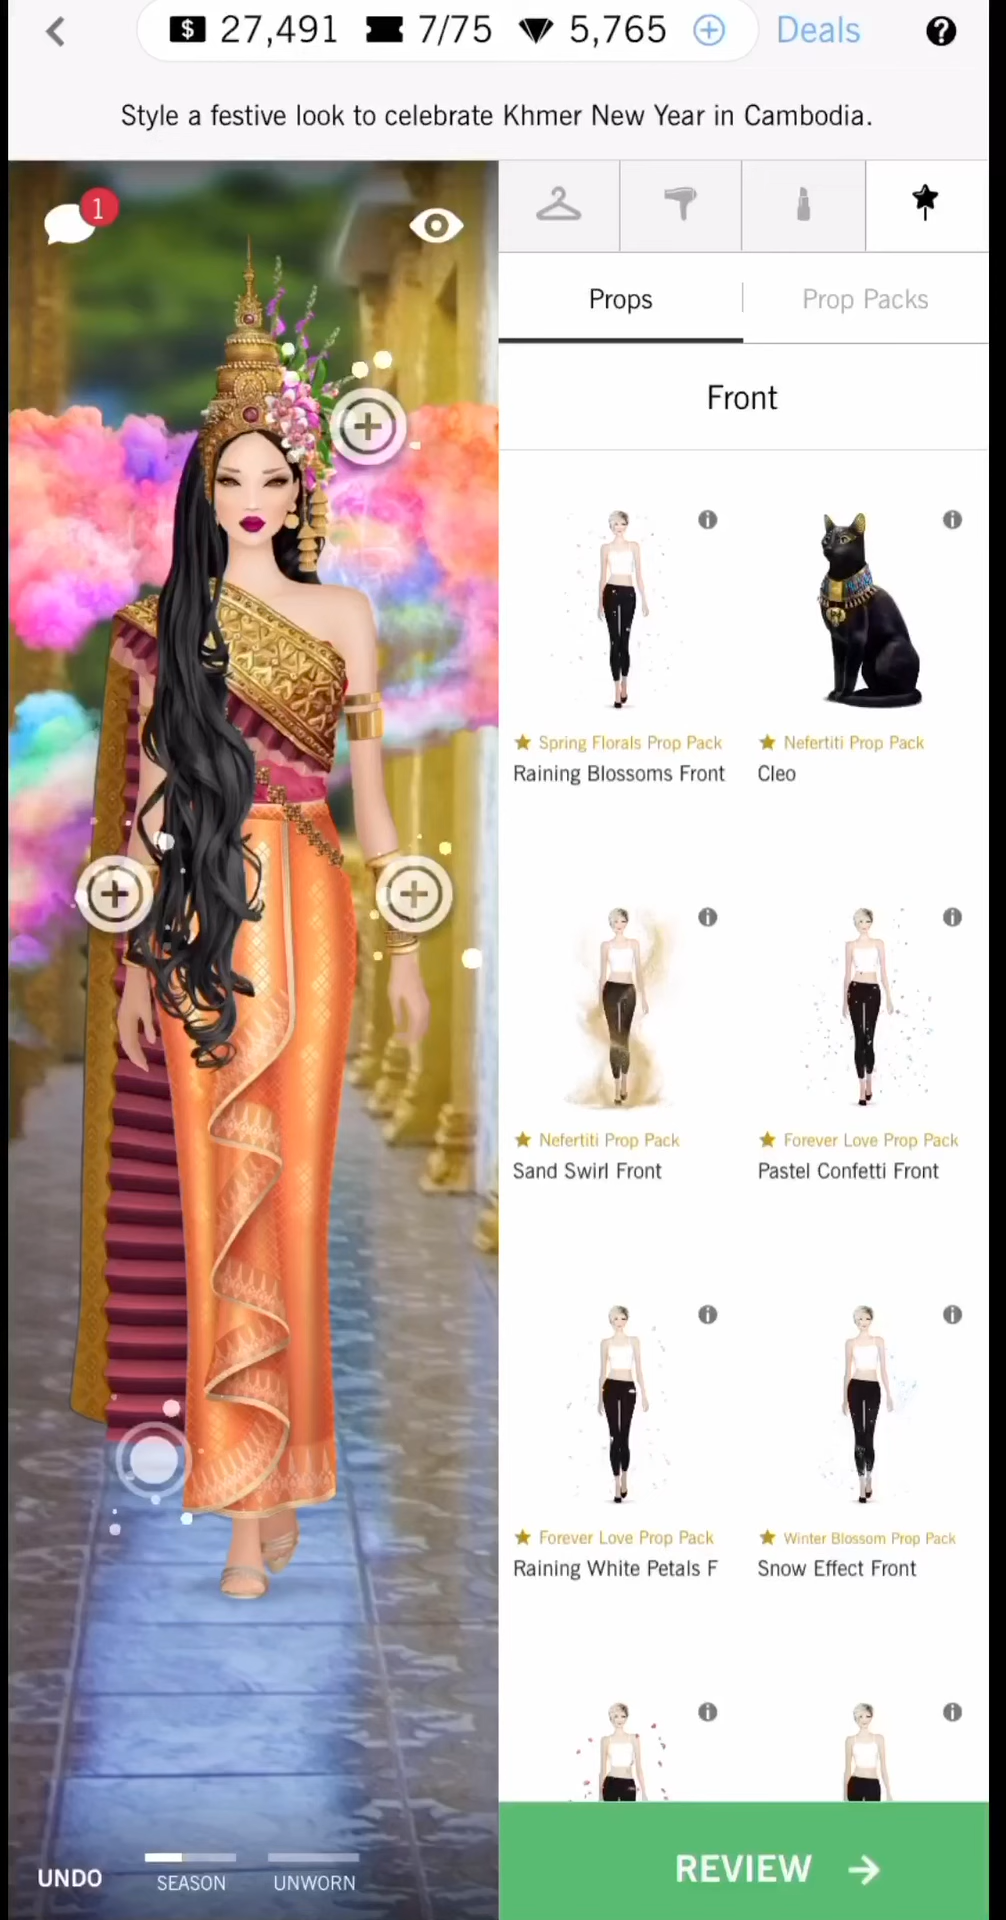 $ 27,491 7/75 5,765 + Deals ?
Style a festive look to celebrate Khmer New Year in Cambodia.
1
Props
Prop Packs
Front
Spring Florals Prop Pack
Raining Blossoms Front
Nefertiti Prop Pack
Cleo
Nefertiti Prop Pack
Sand Swirl Front
Forever Love Prop Pack
Pastel Confetti Front
Forever Love Prop Pack
Raining White Petals F
Winter Blossom Prop Pack
Snow Effect Front
UNDO
SEASON
UNWORN
REVIEW